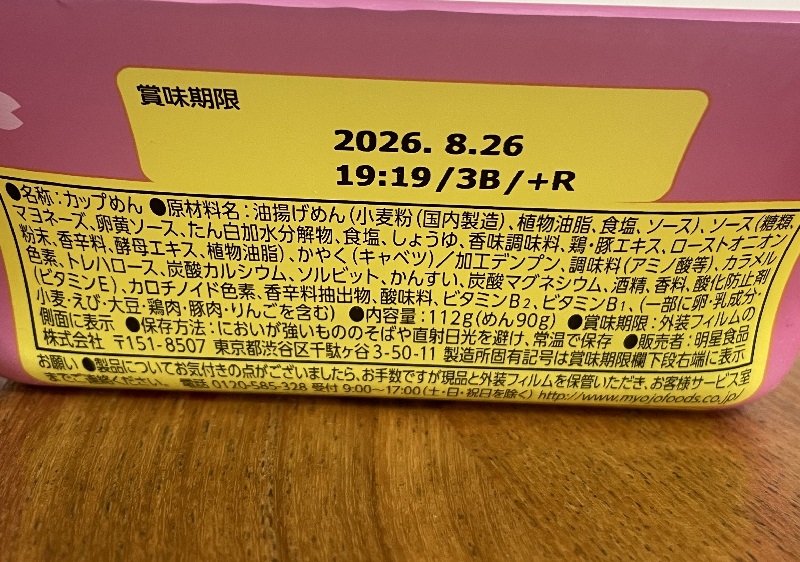 賞味期限
2026. 8.26
19:19/3B/+R
●名称:カップめん ●原材料名:油揚げめん(小麦粉(国内製造)、植物油脂、食塩、ソース)、ソース(糖類、
マヨネーズ、卵黄ソース、たん白加水分解物、食塩、しょうゆ、香味調味料、鶏・豚エキス、ローストオニオン
粉末、香辛料、酵母エキス、植物油脂)、かやく(キャベツ)/加工デンプン、調味料(アミノ酸等)、カラメル
色素、トレハロース、炭酸カルシウム、ソルビット、かんすい、炭酸マグネシウム、酒精、香料、酸化防止剤
(ビタミンE)、カロチノイド色素、香辛料抽出物、酸味料、ビタミンB₂、ビタミンB₁、(一部に卵・乳成分・
小麦・えび・大豆・鶏肉・豚肉・りんごを含む) ●内容量:112g(めん90g) ●賞味期限:外装フィルムの
側面に表示 ●保存方法:においが強いもののそばや直射日光を避け、常温で保存 ●販売者:明星食品
株式会社 〒151-8507 東京都渋谷区千駄ヶ谷3-50-11 製造所固有記号は賞味期限欄下段右端に表示
お願い ●製品についてお気付きの点がございましたら、お手数ですが現品と外装フィルムを保管いただき、お客様サービス室
までご連絡ください。 電話 0120-585-328 受付 9:00～17:00(土・日・祝日を除く) http://www.myojofoods.co.jp/